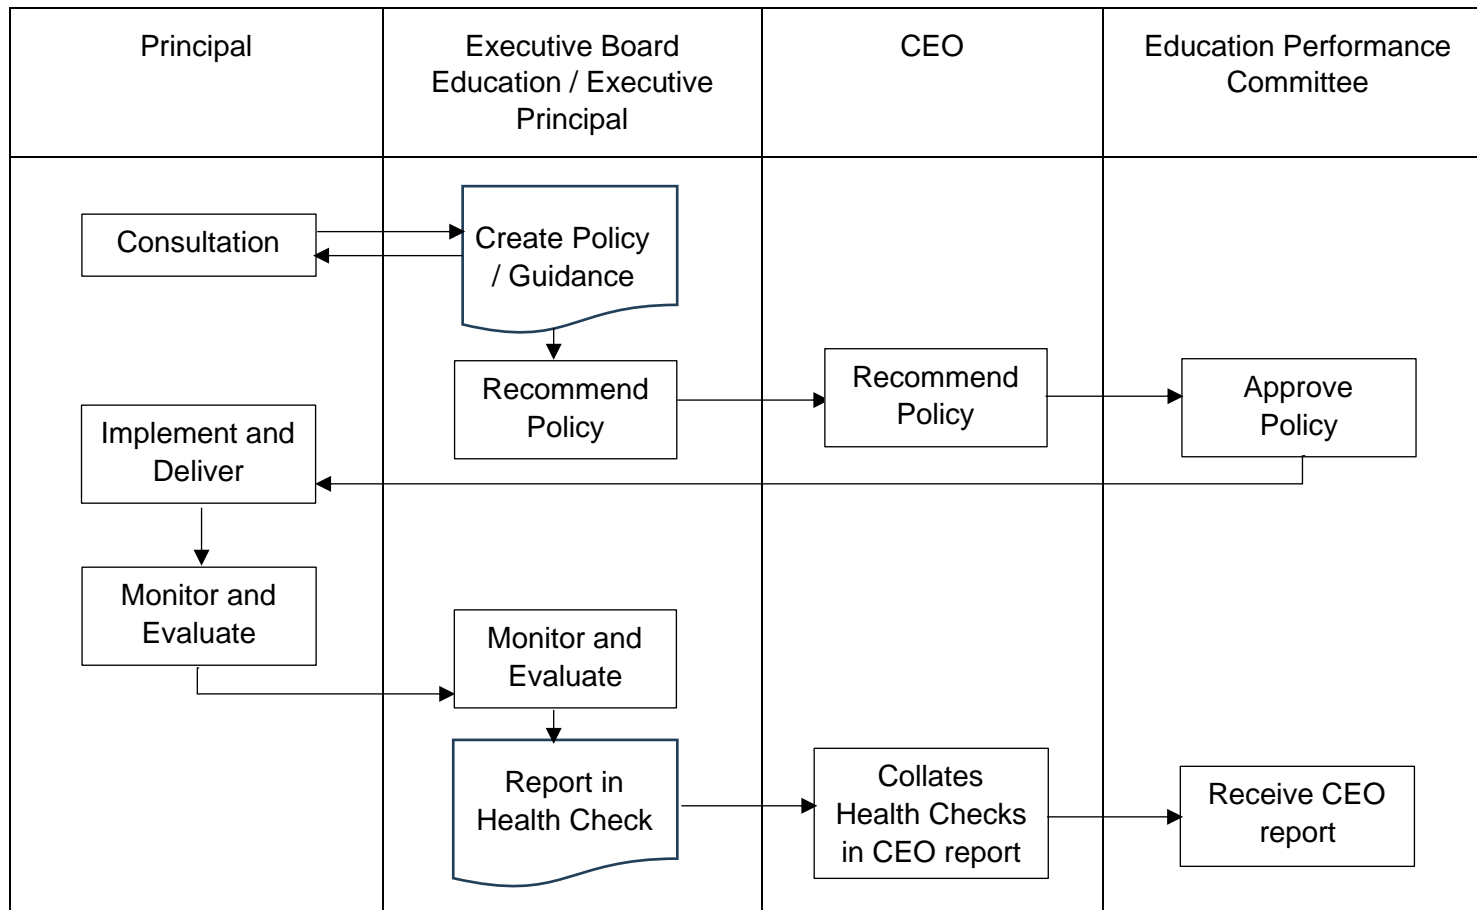 Principal
Executive Board
Education / Executive
Principal
CEO
Education Performance
Committee
Consultation
Create Policy
/ Guidance
Recommend
Policy
Recommend
Policy
Approve
Policy
Implement and
Deliver
Monitor and
Evaluate
Monitor and
Evaluate
Report in
Health Check
Collates
Health Checks
in CEO report
Receive CEO
report